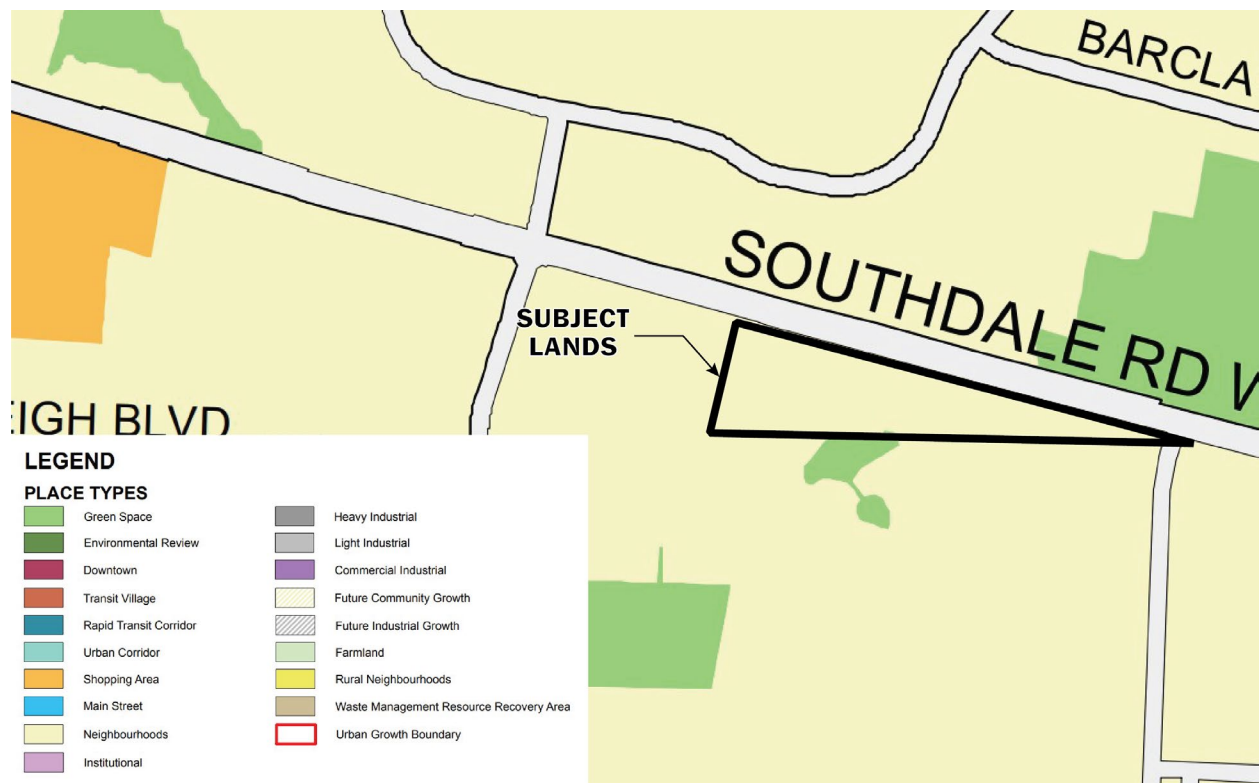 BARCLA
SOUTHDALE RD W
SUBJECT
LANDS
EIGH BLVD
LEGEND
PLACE TYPES
Green Space
Environmental Review
Downtown
Transit Village
Rapid Transit Corridor
Urban Corridor
Shopping Area
Main Street
Neighbourhoods
Institutional
Heavy Industrial
Light Industrial
Commercial Industrial
Future Community Growth
Future Industrial Growth
Farmland
Rural Neighbourhoods
Waste Management Resource Recovery Area
Urban Growth Boundary